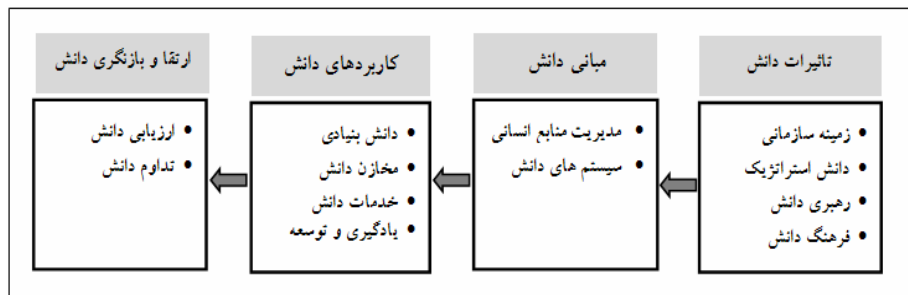 تاثیرات دانش
زمینه سازمانی
دانش استراتژیک
رهبری دانش
فرهنگ دانش
مبانی دانش
مدیریت منابع انسانی
سیستم های دانش
کاربردهای دانش
دانش بنیادی
مخازن دانش
خدمات دانش
یادگیری و توسعه
ارتقا و بازنگری دانش
ارزیابی دانش
تداوم دانش